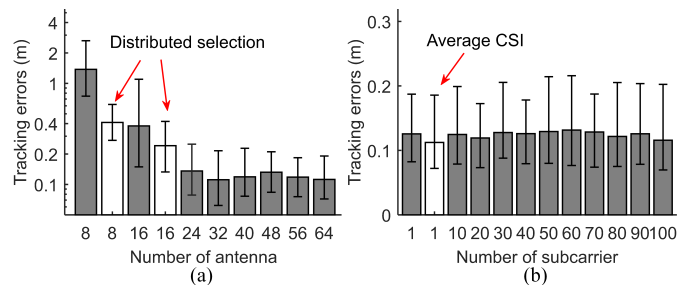 Tracking errors (m)
4
2
1
0.4
0.2
0.1
Distributed selection
8 8 16 16 24 32 40 48 56 64
Number of antenna
(a)
Tracking errors (m)
0.3
0.2
0.1
0
Average CSI
1 1 10 20 30 40 50 60 70 80 90 100
Number of subcarrier
(b)